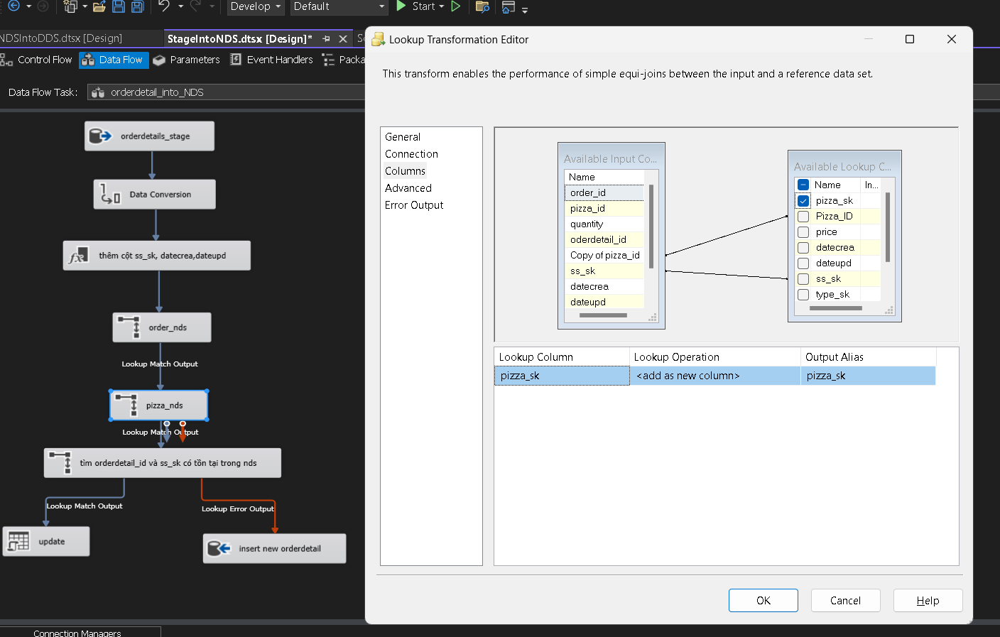 Develop
Default
Start
NDSIntoDDS.dtsx [Design]
StageIntoNDS.dtsx [Design]*
Control Flow
Data Flow
Parameters
Event Handlers
Data Flow Task:
orderdetail_into_NDS
orderdetails_stage
Data Conversion
thêm cột ss_sk, datecrea,dateupd
order_nds
Lookup Match Output
pizza_nds
Lookup Match Output
tìm orderdetail_id và ss_sk có tồn tại trong nds
Lookup Match Output
Lookup Error Output
update
insert new orderdetail
Connection Managers
Lookup Transformation Editor
This transform enables the performance of simple equi-joins between the input and a reference data set.
General
Connection
Columns
Advanced
Error Output
Available Input Co...
Name
order_id
pizza_id
quantity
oderdetail_id
Copy of pizza_id
ss_sk
datecrea
dateupd
Available Lookup C...
Name In...
pizza_sk
Pizza_ID
price
datecrea
dateupd
ss_sk
type_sk
Lookup Column Lookup Operation Output Alias
pizza_sk <add as new column> pizza_sk
OK
Cancel
Help